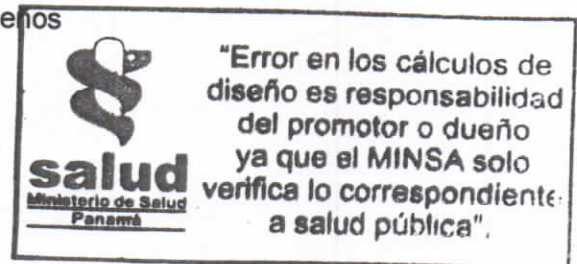 eños
salud
Ministerio de Salud
Panamá
"Error en los cálculos de
diseño es responsabilidad
del promotor o dueño
ya que el MINSA solo
verifica lo correspondiente
a salud pública".